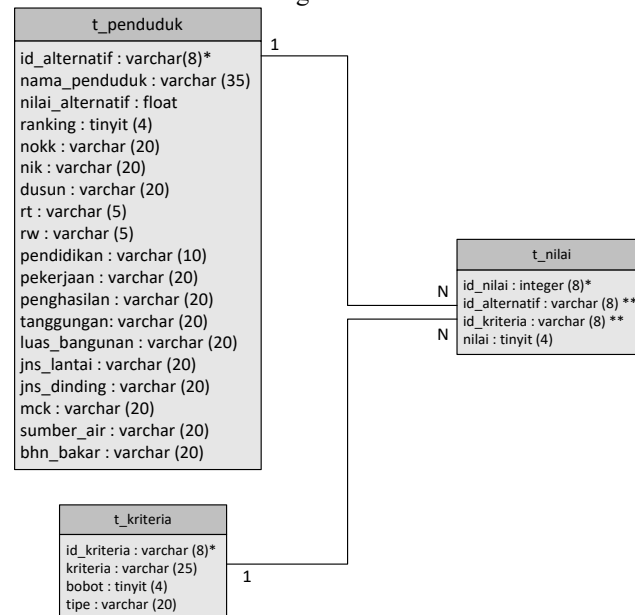 t_penduduk
id_alternatif : varchar(8)*
nama_penduduk : varchar (35)
nilai_alternatif : float
ranking : tinyit (4)
nokk : varchar (20)
nik : varchar (20)
dusun : varchar (20)
rt : varchar (5)
rw : varchar (5)
pendidikan : varchar (10)
pekerjaan : varchar (20)
penghasilan : varchar (20)
tanggungan: varchar (20)
luas_bangunan : varchar (20)
jns_lantai : varchar (20)
jns_dinding : varchar (20)
mck : varchar (20)
sumber_air : varchar (20)
bhn_bakar : varchar (20)
1
N
N
t_nilai
id_nilai : integer (8)*
id_alternatif : varchar (8) **
id_kriteria : varchar (8) **
nilai : tinyit (4)
t_kriteria
id_kriteria : varchar (8)*
kriteria : varchar (25)
bobot : tinyit (4)
tipe : varchar (20)
1